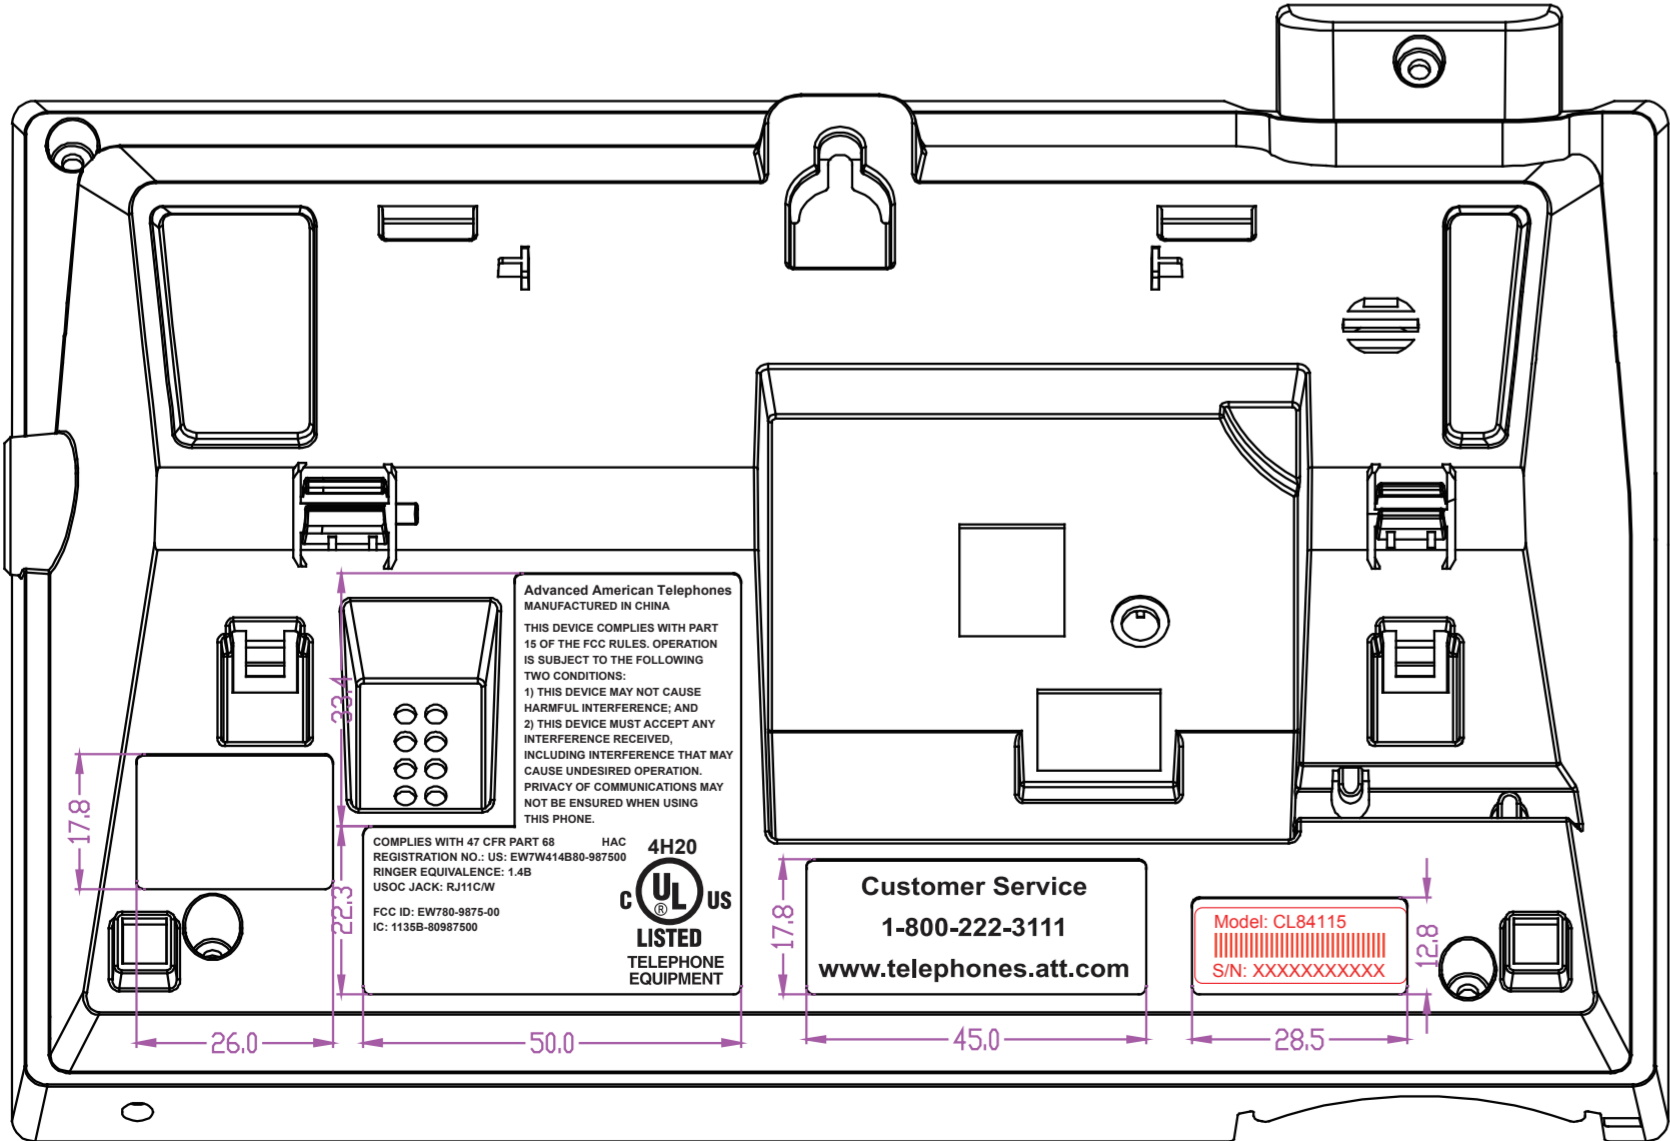 Advanced American Telephones
MANUFACTURED IN CHINA
THIS DEVICE COMPLIES WITH PART
15 OF THE FCC RULES. OPERATION
IS SUBJECT TO THE FOLLOWING
TWO CONDITIONS:
1) THIS DEVICE MAY NOT CAUSE
HARMFUL INTERFERENCE; AND
2) THIS DEVICE MUST ACCEPT ANY
INTERFERENCE RECEIVED,
INCLUDING INTERFERENCE THAT MAY
CAUSE UNDESIRED OPERATION.
PRIVACY OF COMMUNICATIONS MAY
NOT BE ENSURED WHEN USING
THIS PHONE.
33.4
17.8
COMPLIES WITH 47 CFR PART 68 HAC
REGISTRATION NO.: US: EW7W414B80-987500
RINGER EQUIVALENCE: 1.4B
USOC JACK: RJ11C/W
FCC ID: EW780-9875-00
IC: 1135B-80987500
22.3
4H20
C UL US
®
LISTED
TELEPHONE
EQUIPMENT
17.8
Customer Service
1-800-222-3111
www.telephones.att.com
Model: CL84115
S/N: XXXXXXXXXXX
12.8
26.0
50.0
45.0
28.5